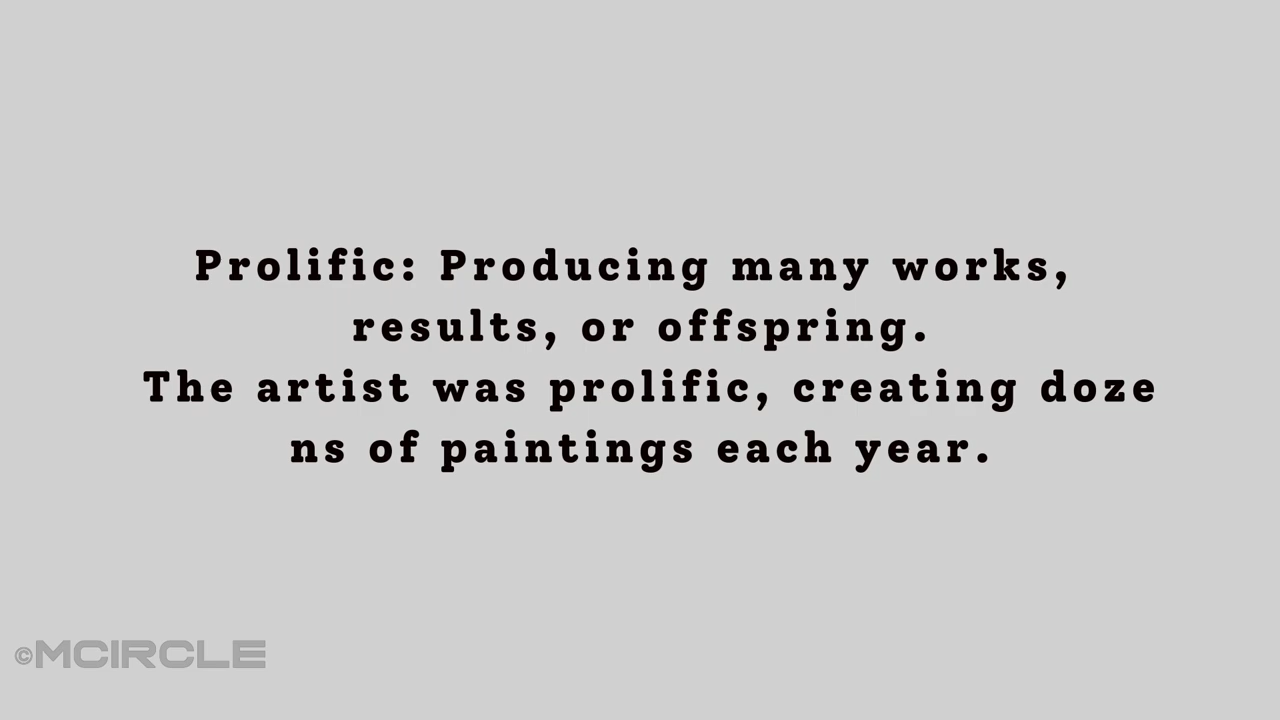 Prolific: Producing many works,
results, or offspring.
The artist was prolific, creating doze
ns of paintings each year.
©MCIRCLE